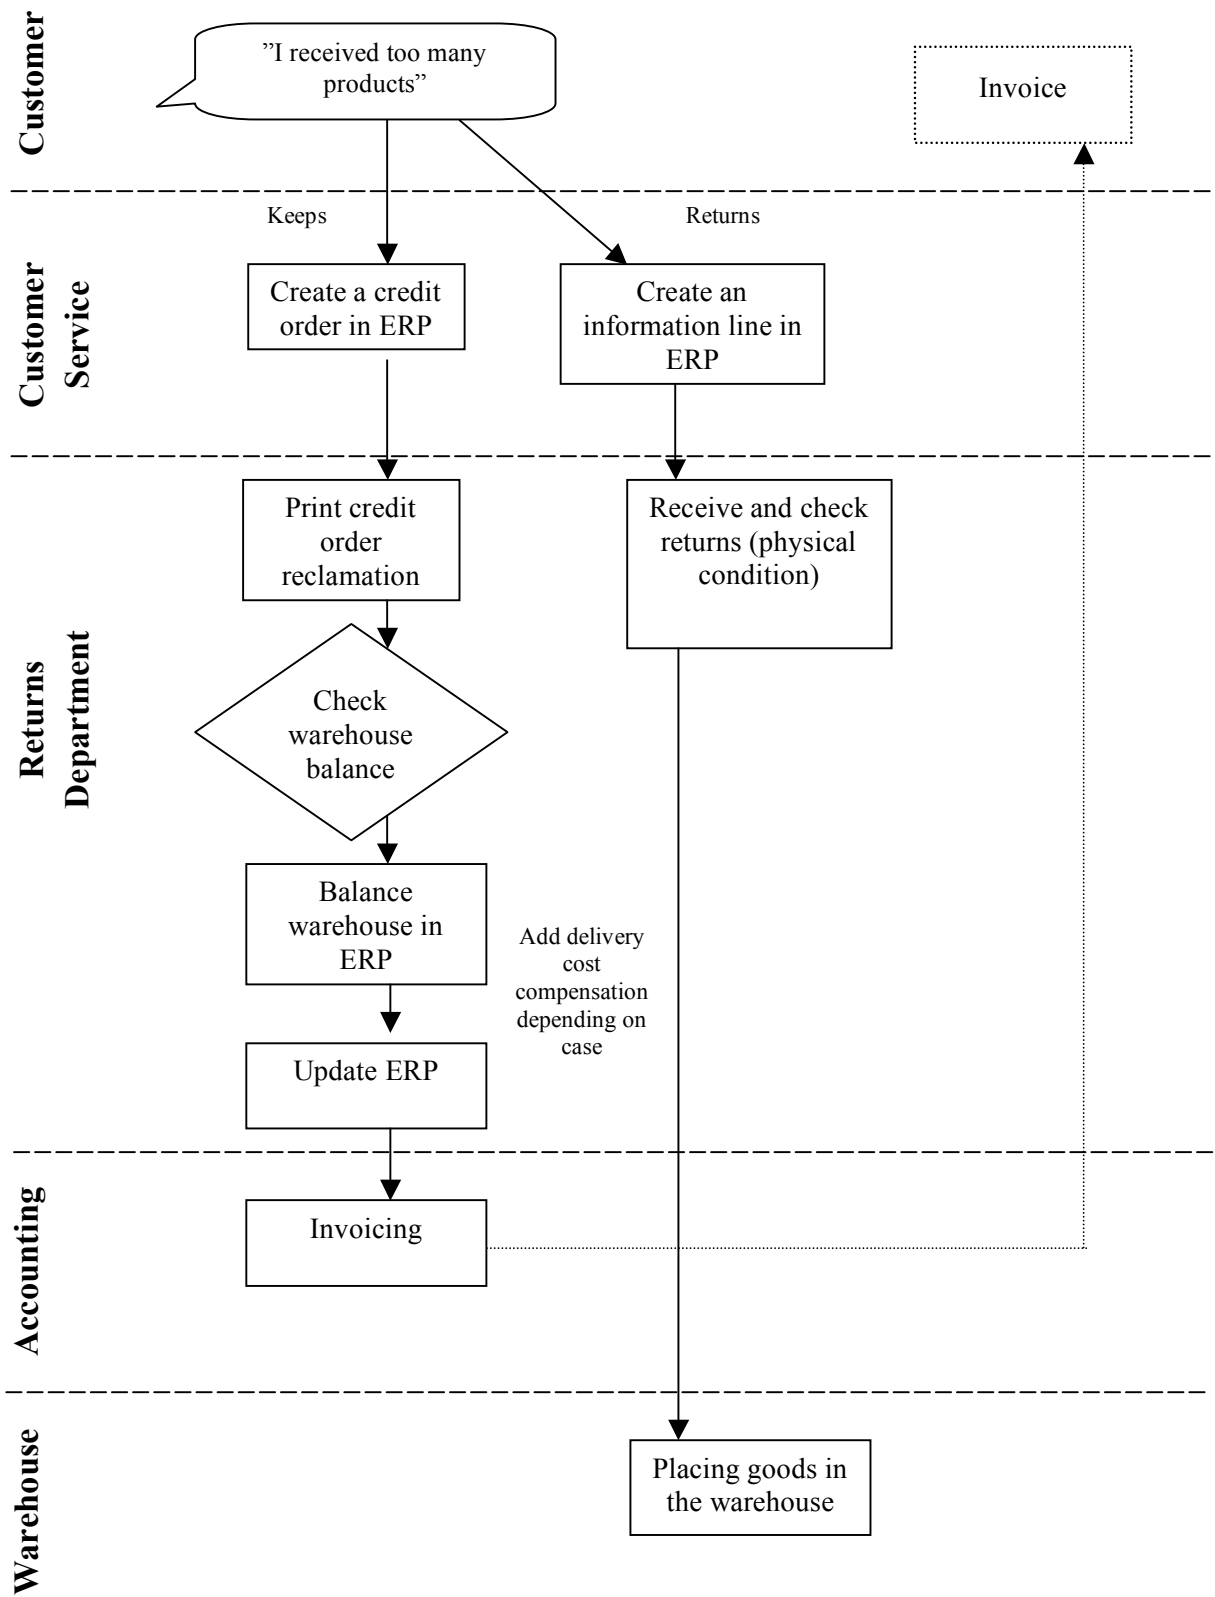 Customer
”I received too many
products”
Invoice
Keeps
Returns
Customer
Service
Create a credit
order in ERP
Create an
information line in
ERP
Returns
Department
Print credit
order
reclamation
Receive and check
returns (physical
condition)
Check
warehouse
balance
Balance
warehouse in
ERP
Add delivery
cost
compensation
depending on
case
Update ERP
Accounting
Invoicing
Warehouse
Placing goods in
the warehouse